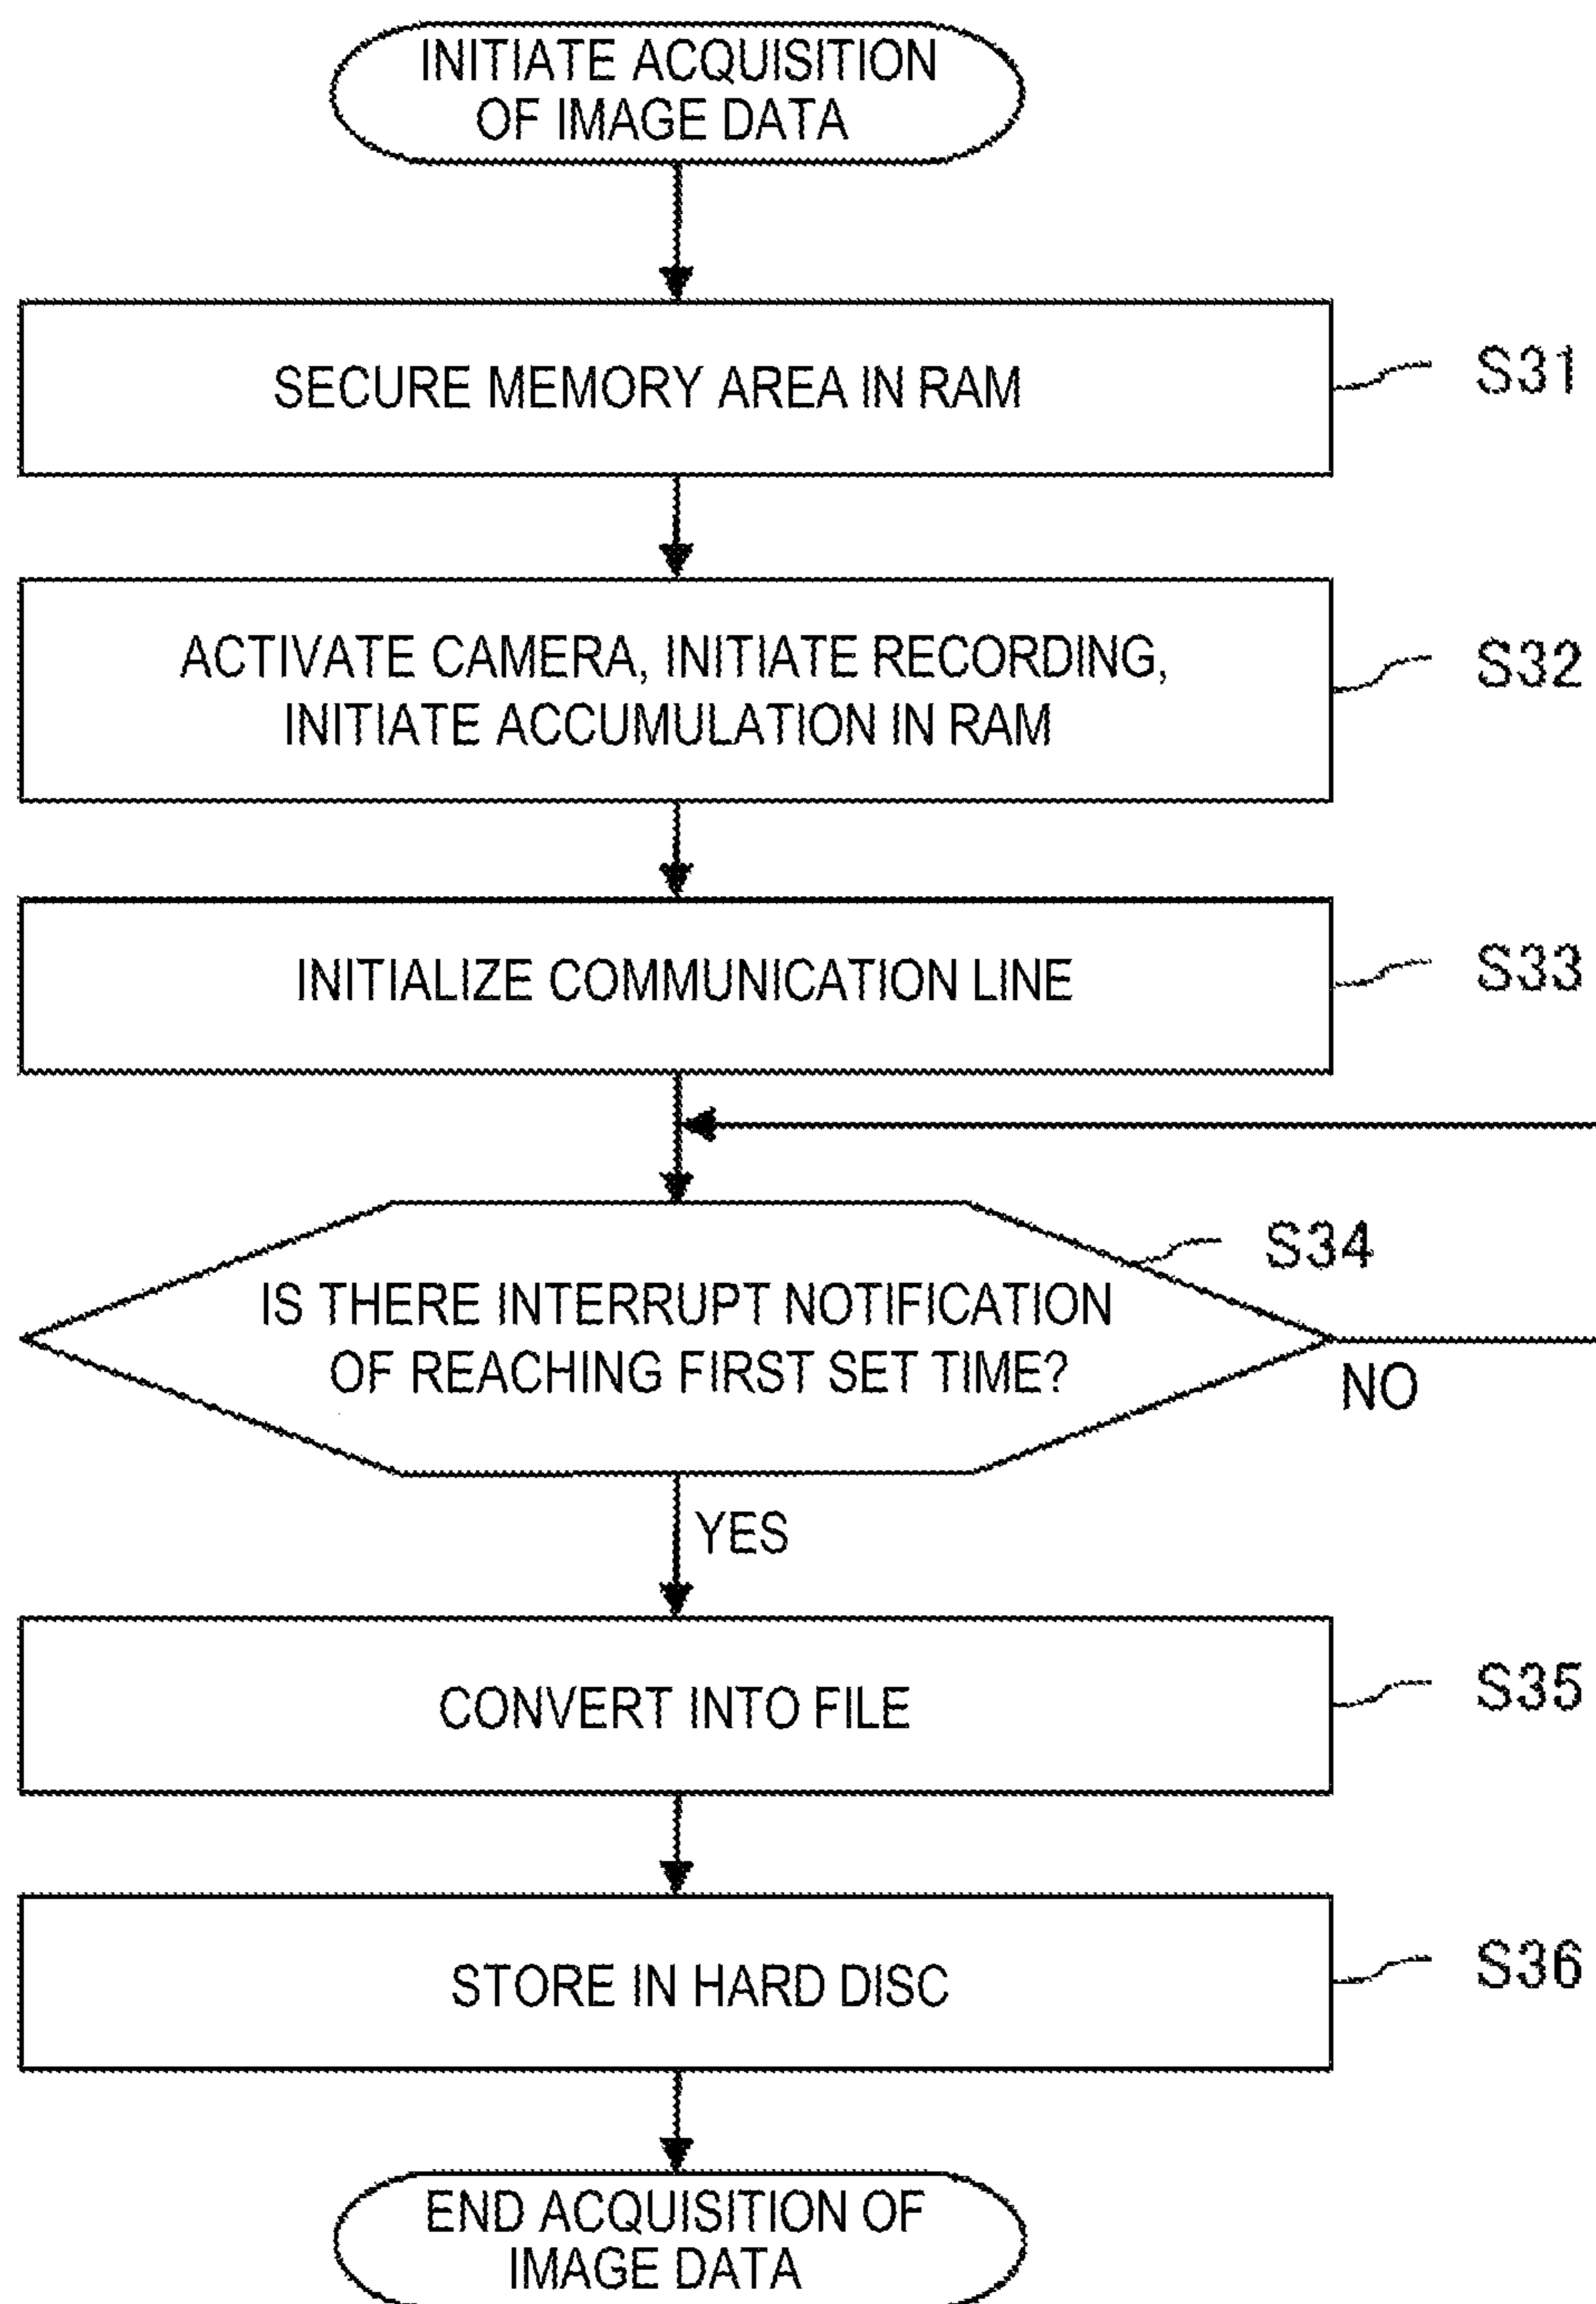 INITIATE ACQUISITION
OF IMAGE DATA
SECURE MEMORY AREA IN RAM
S31
ACTIVATE CAMERA, INITIATE RECORDING,
INITIATE ACCUMULATION IN RAM
S32
INITIALIZE COMMUNICATION LINE
S33
S34
IS THERE INTERRUPT NOTIFICATION
OF REACHING FIRST SET TIME?
NO
YES
CONVERT INTO FILE
S35
STORE IN HARD DISC
S36
END ACQUISITION OF
IMAGE DATA